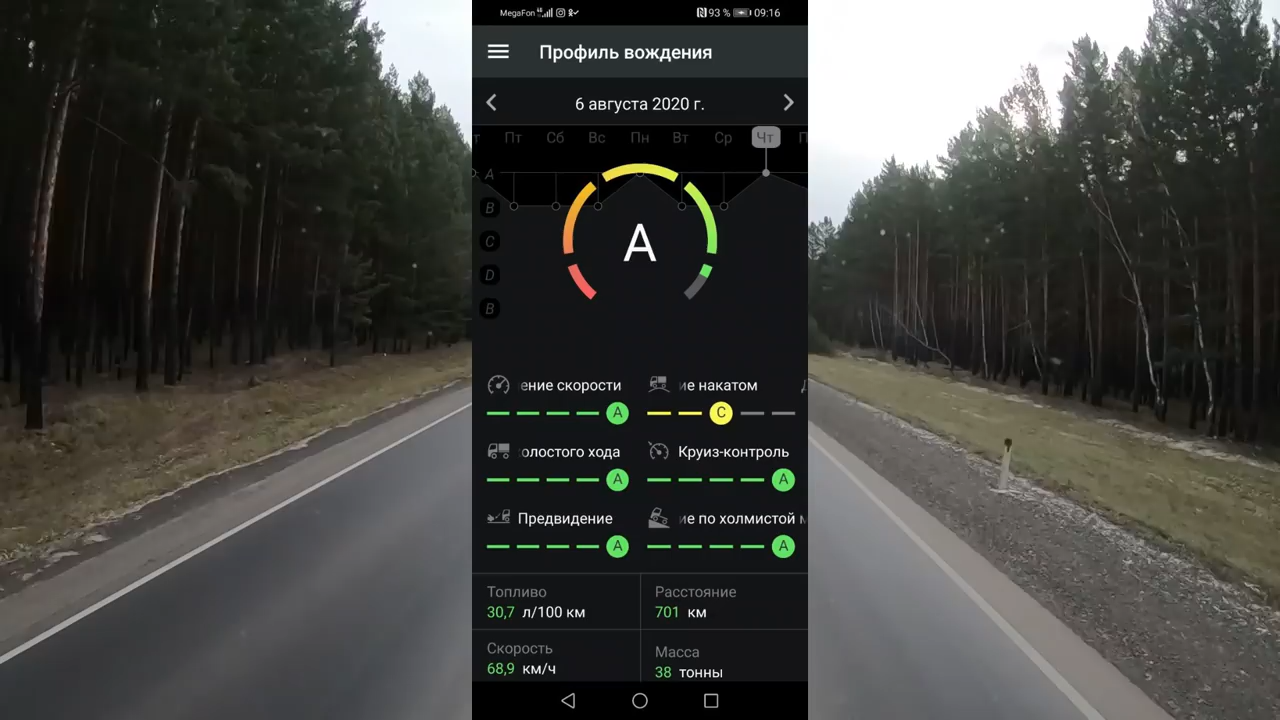 MegaFon 93 % 09:16
Профиль вождения
6 августа 2020 г.
Пт Сб Вс Пн Вт Ср Чт
A
B
C
D
B
A
ение скорости
ие накатом
A
C
олостого хода
Круиз-контроль
A
A
Предвидение
ие по холмистой
A
A
Топливо
Расстояние
30,7 л/100 км
701 км
Скорость
Масса
68,9 км/ч
38 тонны